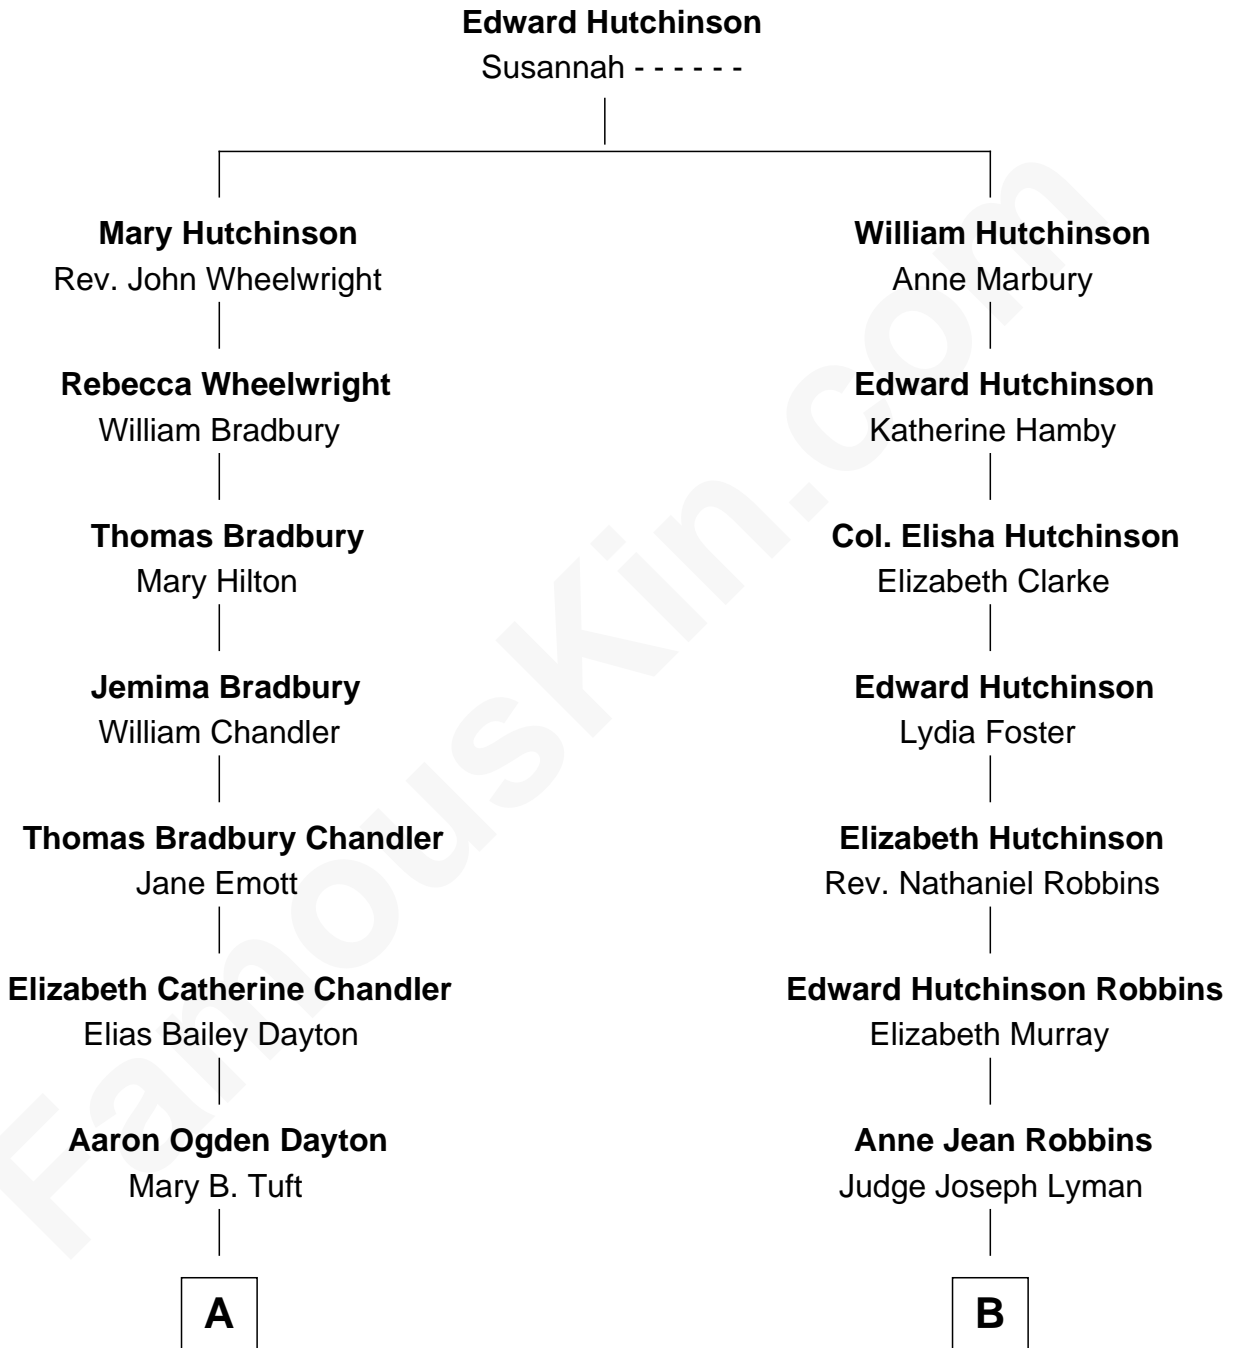 Edward Hutchinson
Susannah - - - - - -
Mary Hutchinson
Rev. John Wheelwright
William Hutchinson
Anne Marbury
Rebecca Wheelwright
William Bradbury
Edward Hutchinson
Katherine Hamby
Thomas Bradbury
Mary Hilton
Col. Elisha Hutchinson
Elizabeth Clarke
Jemima Bradbury
William Chandler
Edward Hutchinson
Lydia Foster
Thomas Bradbury Chandler
Jane Emott
Elizabeth Hutchinson
Rev. Nathaniel Robbins
Elizabeth Catherine Chandler
Elias Bailey Dayton
Edward Hutchinson Robbins
Elizabeth Murray
Aaron Ogden Dayton
Mary B. Tuft
Anne Jean Robbins
Judge Joseph Lyman
A
B
FamousKin.com